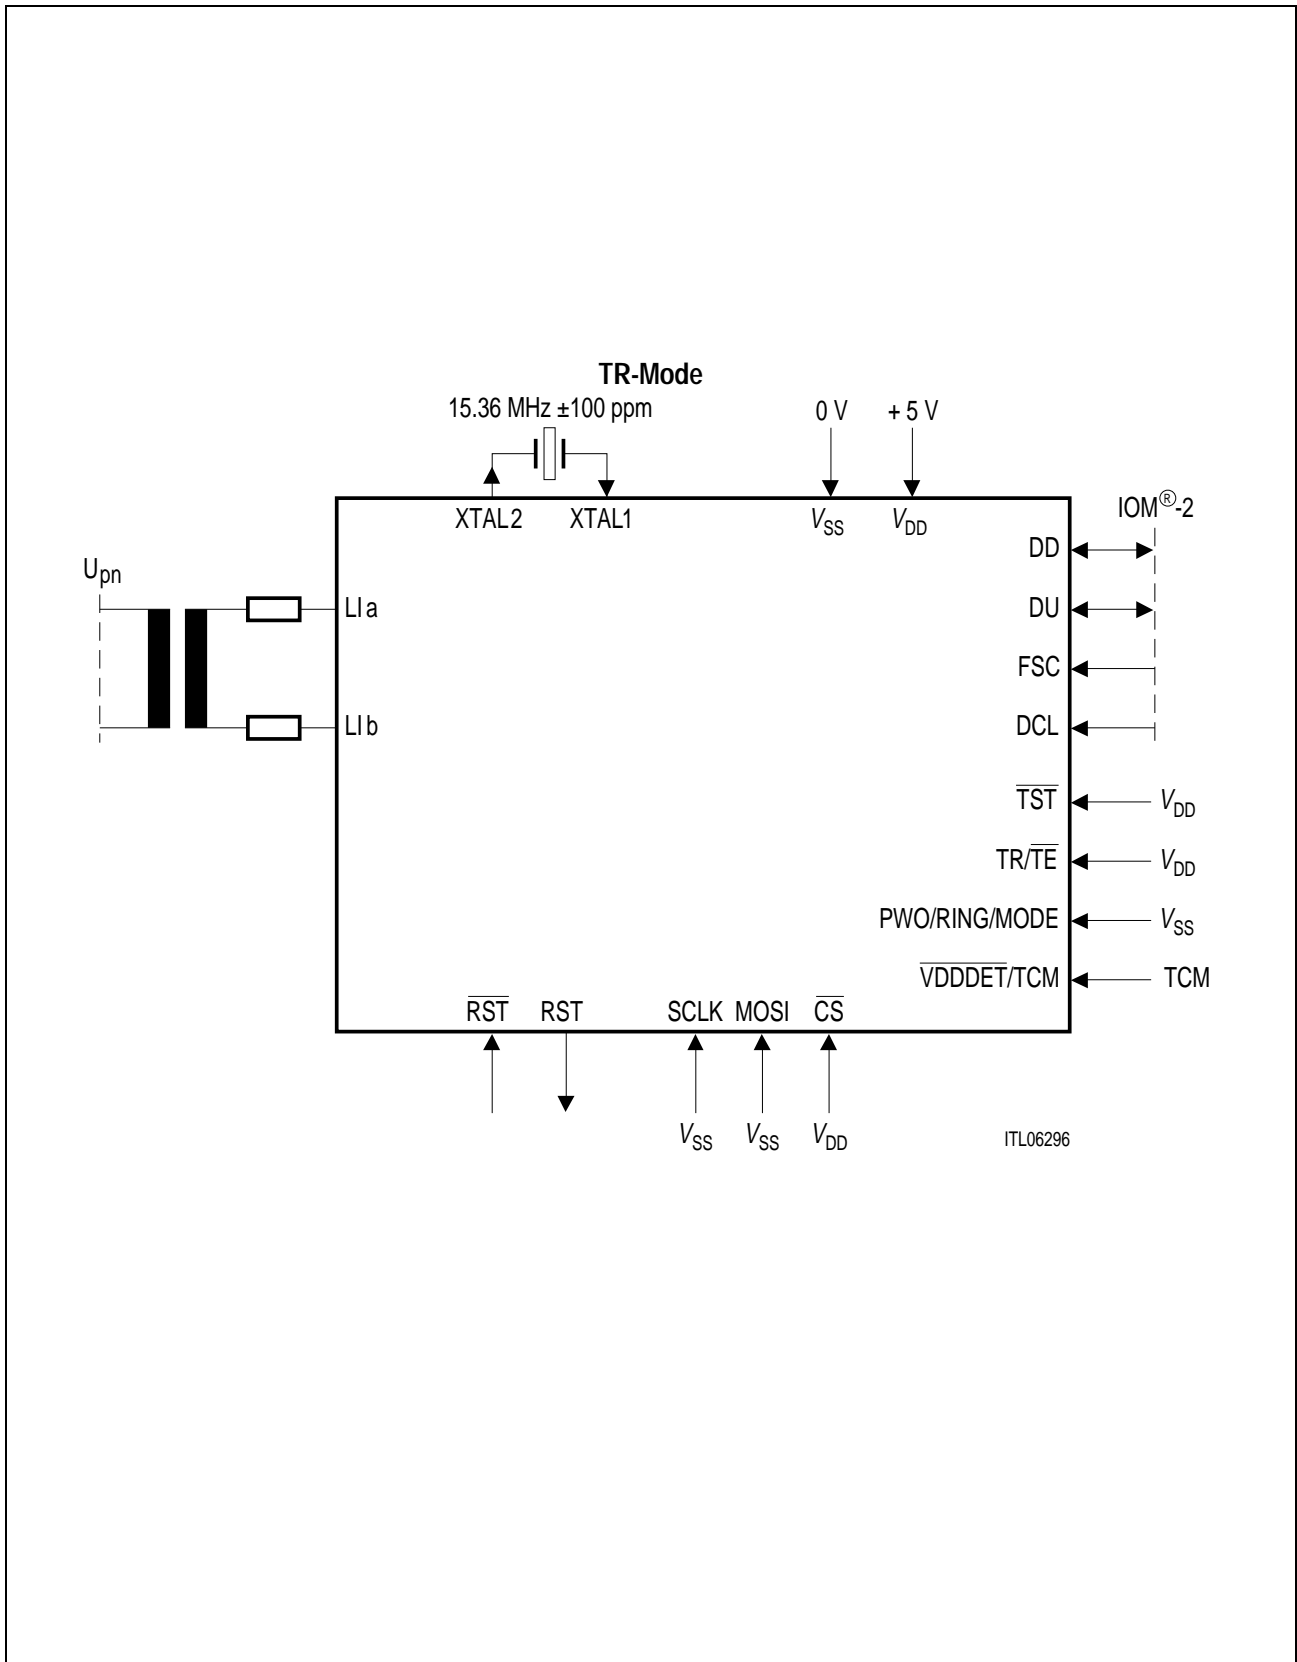 TR-Mode
15.36 MHz ±100 ppm
0 V
+ 5 V
XTAL2
XTAL1
VSS
VDD
IOM®-2
DD
Upn
LIa
DU
FSC
LIb
DCL
TST
VDD
TR/TE
VDD
PWO/RING/MODE
VSS
VDDDET/TCM
TCM
RST
RST
SCLK
MOSI
CS
VSS
VSS
VDD
ITL06296